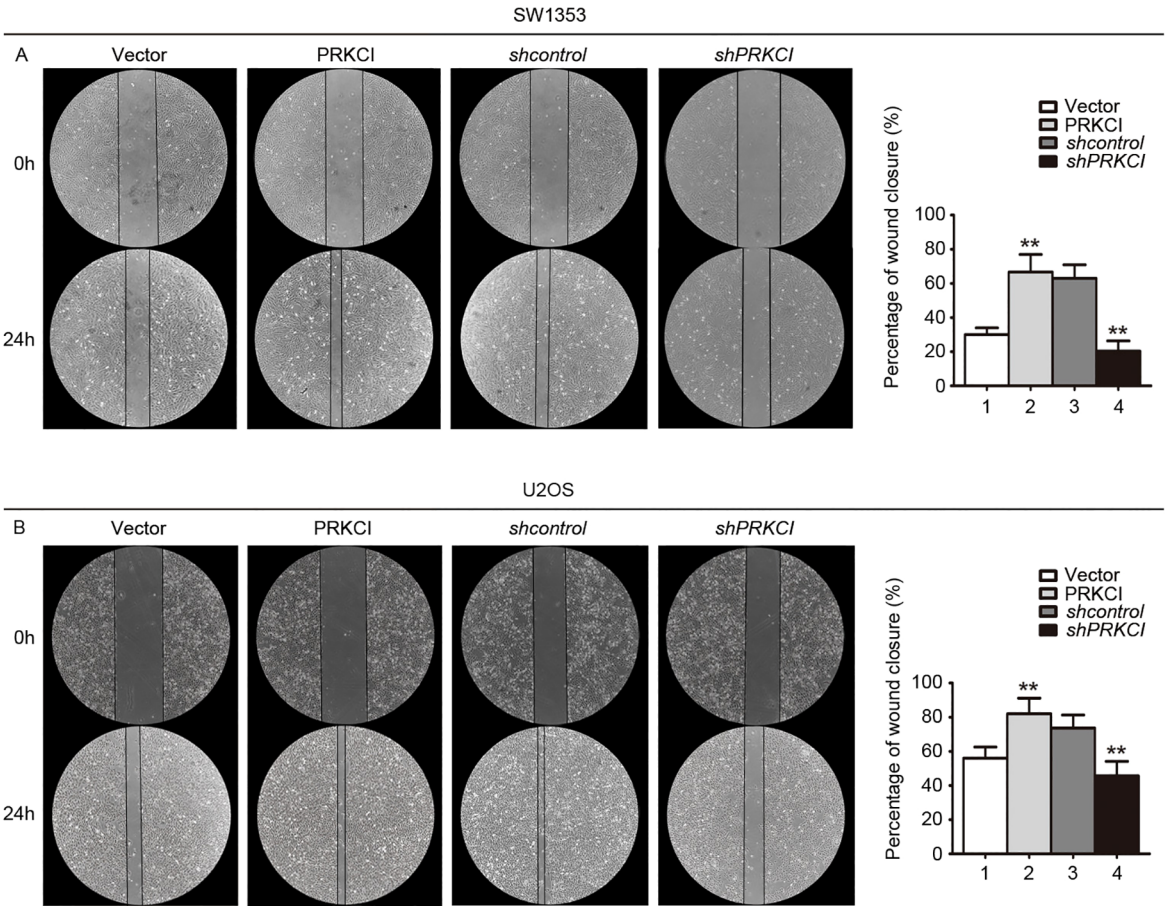 SW1353
A Vector PRKCI shcontrol shPRKCI
0h
24h
Vector
PRKCI
shcontrol
shPRKCI
Percentage of wound closure (%)
100
80
60
40
20
0
** **
1 2 3 4
U2OS
B Vector PRKCI shcontrol shPRKCI
0h
24h
Vector
PRKCI
shcontrol
shPRKCI
Percentage of wound closure (%)
100
80
60
40
20
0
** **
1 2 3 4